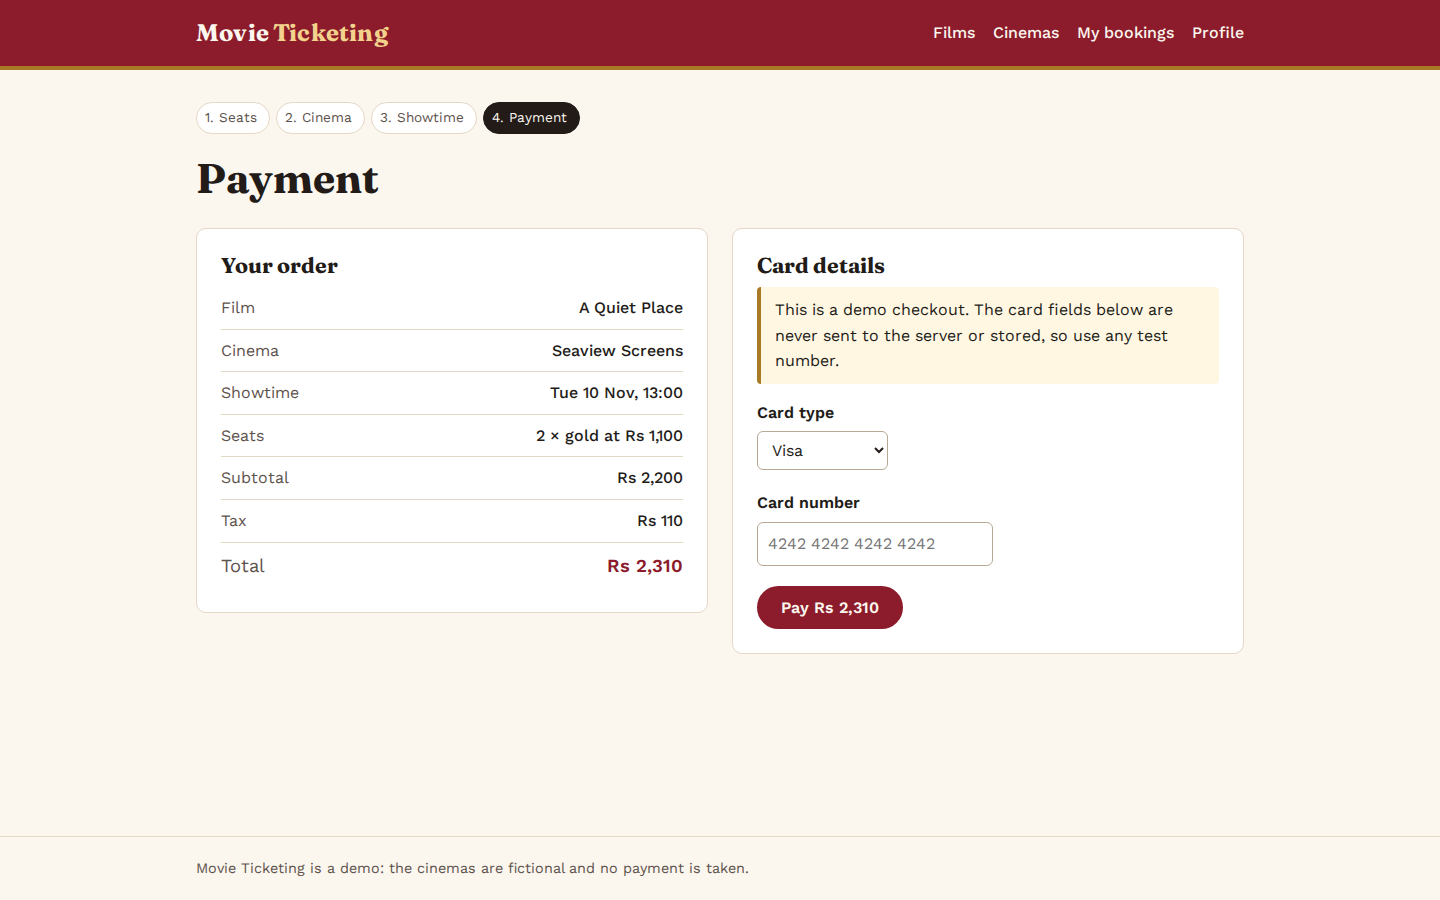 Movie Ticketing
Films Cinemas My bookings Profile
1. Seats 2. Cinema 3. Showtime 4. Payment
Payment
Your order
Film A Quiet Place
Cinema Seaview Screens
Showtime Tue 10 Nov, 13:00
Seats 2 × gold at Rs 1,100
Subtotal Rs 2,200
Tax Rs 110
Total Rs 2,310
Card details
This is a demo checkout. The card fields below are
never sent to the server or stored, so use any test
number.
Card type
Visa
Card number
4242 4242 4242 4242
Pay Rs 2,310
Movie Ticketing is a demo: the cinemas are fictional and no payment is taken.